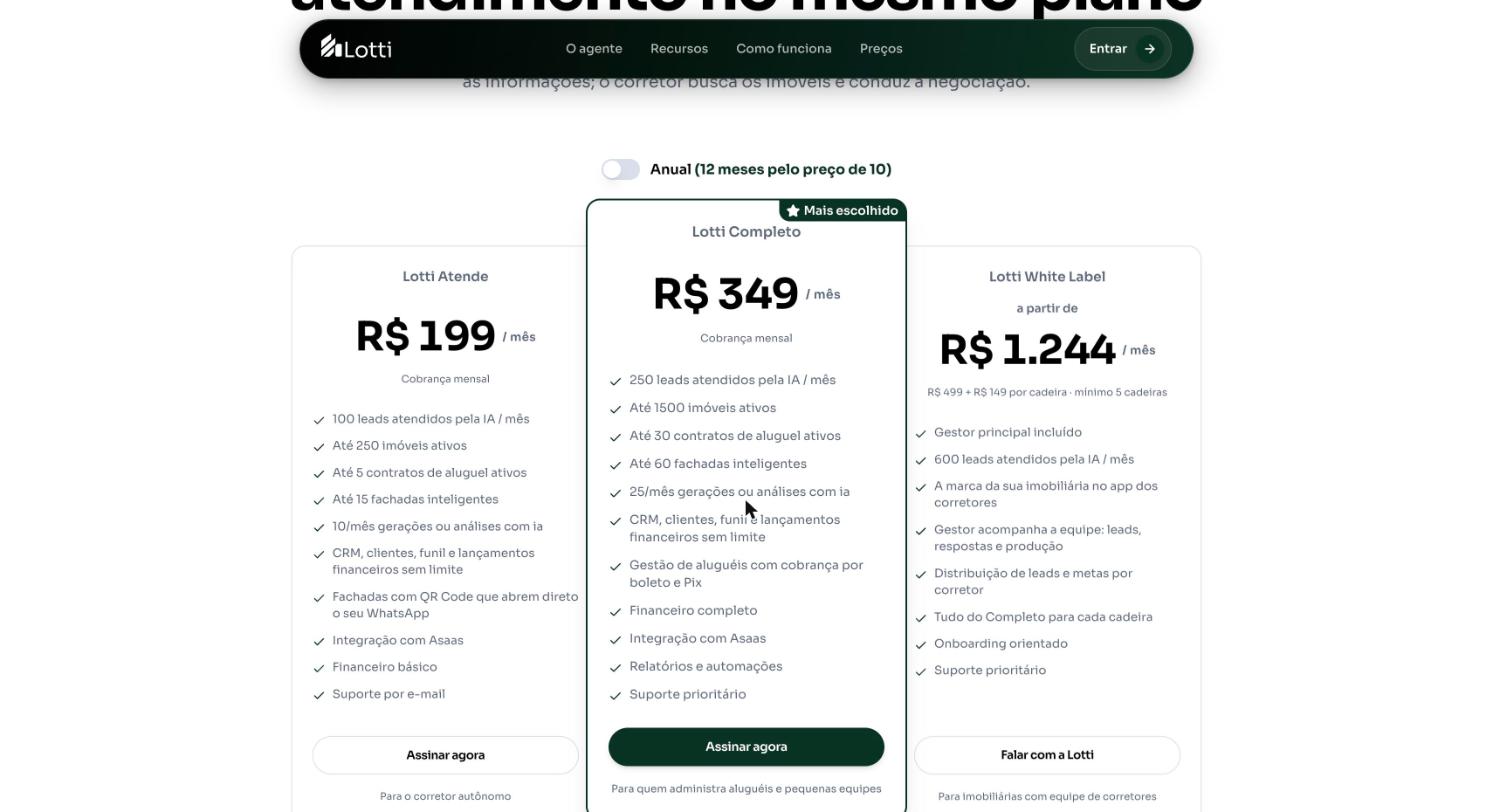 atendimento no mesmo plano
Lotti
O agente
Recursos
Como funciona
Preços
Entrar
as informações; o corretor busca os imóveis e conduz a negociação.
Anual (12 meses pelo preço de 10)
Lotti Atende
R$ 199 / mês
Cobrança mensal
100 leads atendidos pela IA / mês
Até 250 imóveis ativos
Até 5 contratos de aluguel ativos
Até 15 fachadas inteligentes
10/mês gerações ou análises com ia
CRM, clientes, funil e lançamentos
financeiros sem limite
Fachadas com QR Code que abrem direto
o seu WhatsApp
Integração com Asaas
Financeiro básico
Suporte por e-mail
Assinar agora
Para o corretor autônomo
Mais escolhido
Lotti Completo
R$ 349 / mês
Cobrança mensal
250 leads atendidos pela IA / mês
Até 1500 imóveis ativos
Até 30 contratos de aluguel ativos
Até 60 fachadas inteligentes
25/mês gerações ou análises com ia
CRM, clientes, funil e lançamentos
financeiros sem limite
Gestão de aluguéis com cobrança por
boleto e Pix
Financeiro completo
Integração com Asaas
Relatórios e automações
Suporte prioritário
Assinar agora
Para quem administra aluguéis e pequenas equipes
Lotti White Label
a partir de
R$ 1.244 / mês
R$ 499 + R$ 149 por cadeira · mínimo 5 cadeiras
Gestor principal incluído
600 leads atendidos pela IA / mês
A marca da sua imobiliária no app dos
corretores
Gestor acompanha a equipe: leads,
respostas e produção
Distribuição de leads e metas por
corretor
Tudo do Completo para cada cadeira
Onboarding orientado
Suporte prioritário
Falar com a Lotti
Para imobiliárias com equipe de corretores